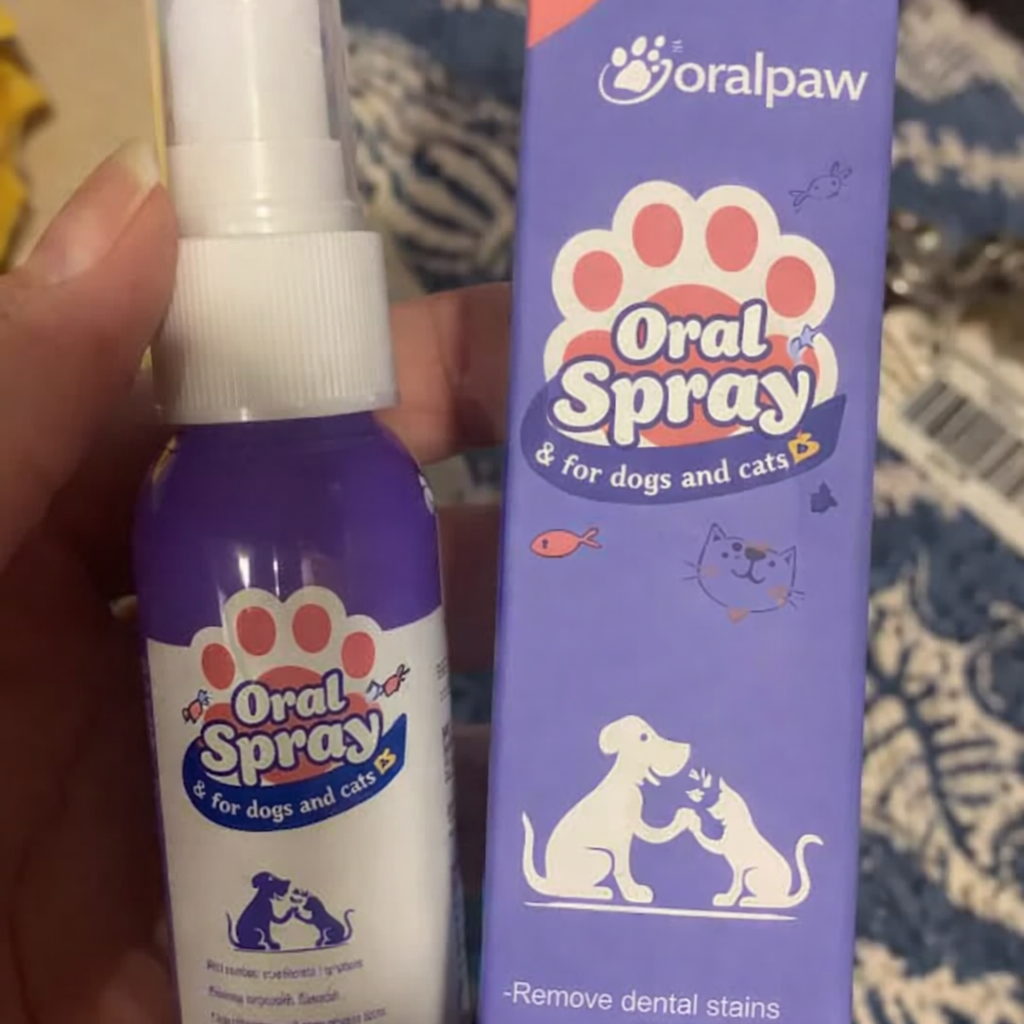 oralpaw
Oral
Spray
& for dogs and cats
-Remove dental stains
Oral
Spray
& for dogs and cats